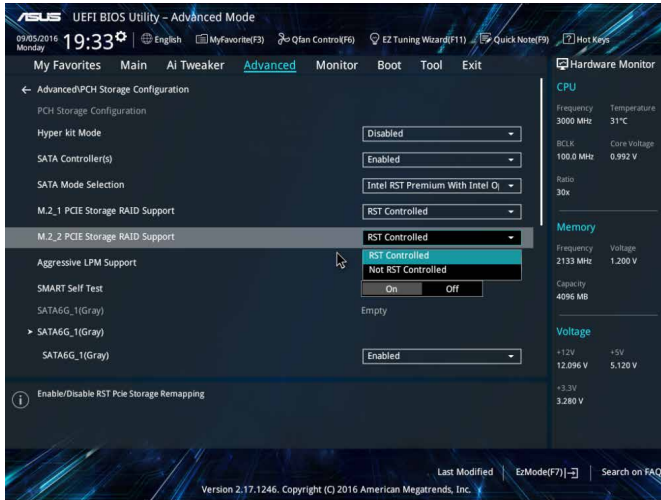 ASUS UEFI BIOS Utility – Advanced Mode
09/05/2016 Monday 19:33 English MyFavorite(F3) Qfan Control(F6) EZ Tuning Wizard(F11) Quick Note(F9) ? Hot Keys
My Favorites Main Ai Tweaker Advanced Monitor Boot Tool Exit
Hardware Monitor
← Advanced\PCH Storage Configuration
PCH Storage Configuration
Hyper kit Mode Disabled
SATA Controller(s) Enabled
SATA Mode Selection Intel RST Premium With Intel O
M.2_1 PCIE Storage RAID Support RST Controlled
M.2_2 PCIE Storage RAID Support RST Controlled
RST Controlled
Aggressive LPM Support
Not RST Controlled
SMART Self Test On Off
SATA6G_1(Gray) Empty
> SATA6G_1(Gray)
SATA6G_1(Gray) Enabled
Enable/Disable RST Pcie Storage Remapping
CPU
Frequency Temperature
3000 MHz 31°C
BCLK Core Voltage
100.0 MHz 0.992 V
Ratio
30x
Memory
Frequency Voltage
2133 MHz 1.200 V
Capacity
4096 MB
Voltage
+12V +5V
12.096 V 5.120 V
+3.3V
3.280 V
Last Modified EzMode(F7) Search on FAQ
Version 2.17.1246. Copyright (C) 2016 American Megatrends, Inc.